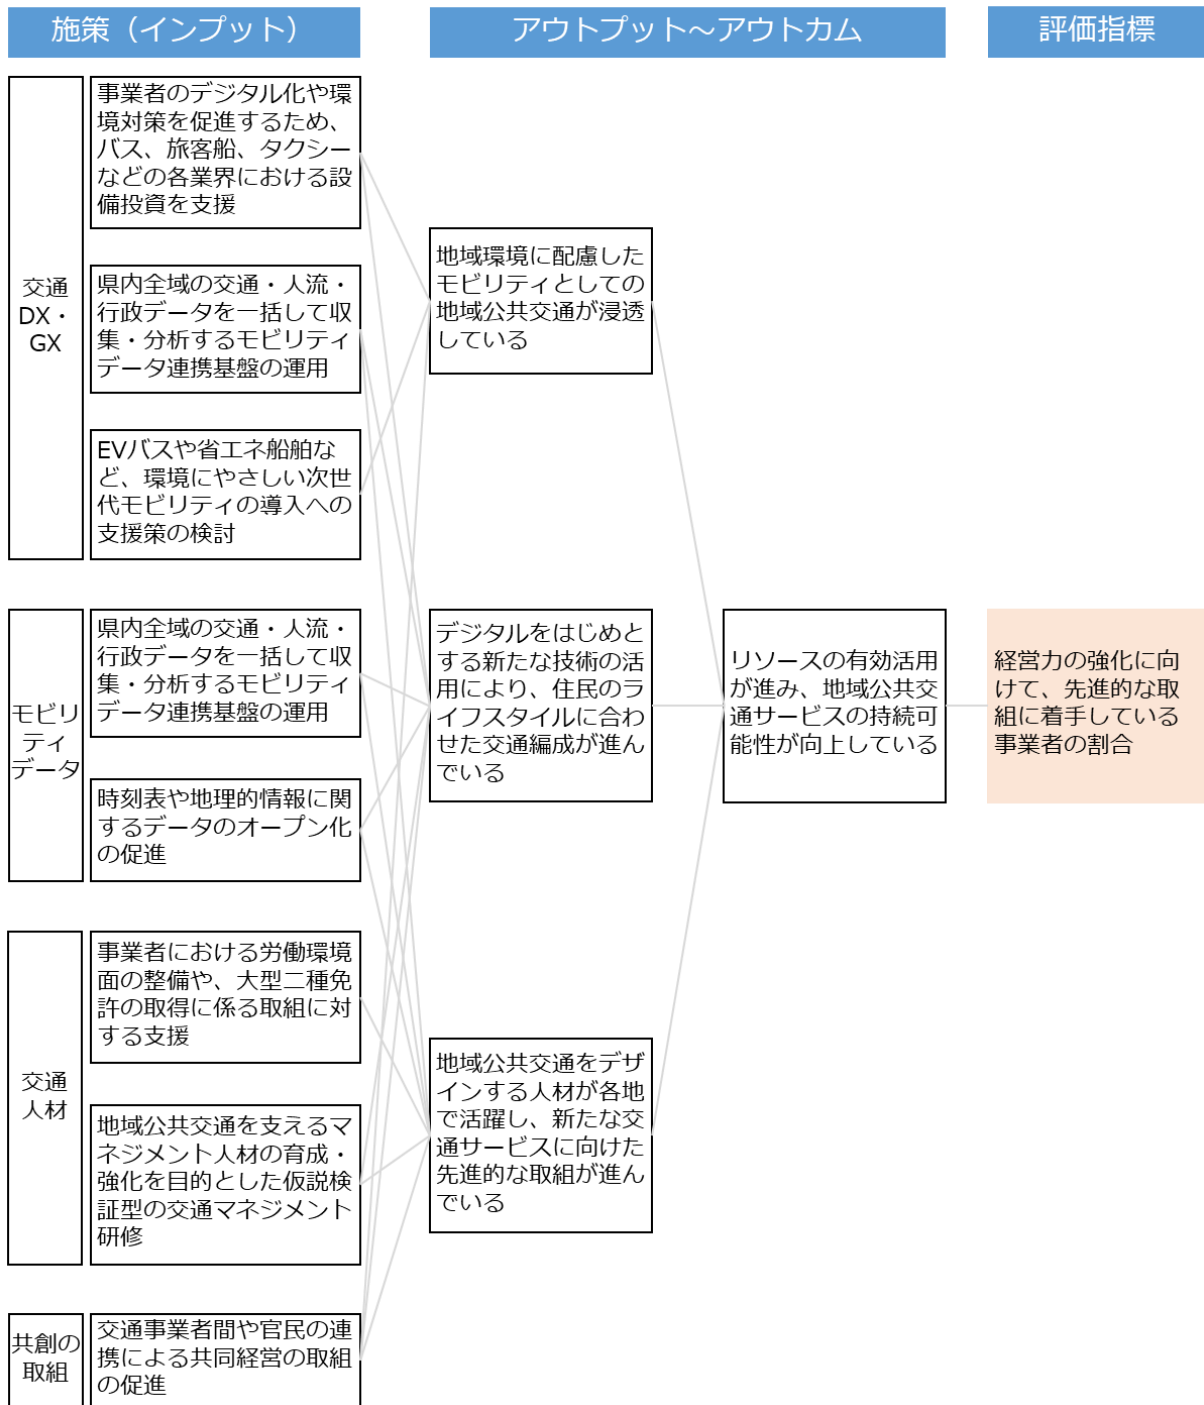 施策（インプット）
アウトプット～アウトカム
評価指標
交通
DX・
GX
事業者のデジタル化や環
境対策を促進するため、
バス、旅客船、タクシー
などの各業界における設
備投資を支援
県内全域の交通・人流・
行政データを一括して収
集・分析するモビリティ
データ連携基盤の運用
EVバスや省エネ船舶な
ど、環境にやさしい次世
代モビリティの導入への
支援策の検討
モビリ
ティ
データ
県内全域の交通・人流・
行政データを一括して収
集・分析するモビリティ
データ連携基盤の運用
時刻表や地理的情報に関
するデータのオープン化
の促進
交通
人材
事業者における労働環境
面の整備や、大型二種免
許の取得に係る取組に対
する支援
地域公共交通を支えるマ
ネジメント人材の育成・
強化を目的とした仮説検
証型の交通マネジメント
研修
共創の
取組
交通事業者間や官民の連
携による共同経営の取組
の促進
地域環境に配慮した
モビリティとしての
地域公共交通が浸透
している
デジタルをはじめと
する新たな技術の活
用により、住民のラ
イフスタイルに合わ
せた交通編成が進ん
でいる
地域公共交通をデザ
インする人材が各地
で活躍し、新たな交
通サービスに向けた
先進的な取組が進ん
でいる
リソースの有効活用
が進み、地域公共交
通サービスの持続可
能性が向上している
経営力の強化に向
けて、先進的な取
組に着手している
事業者の割合